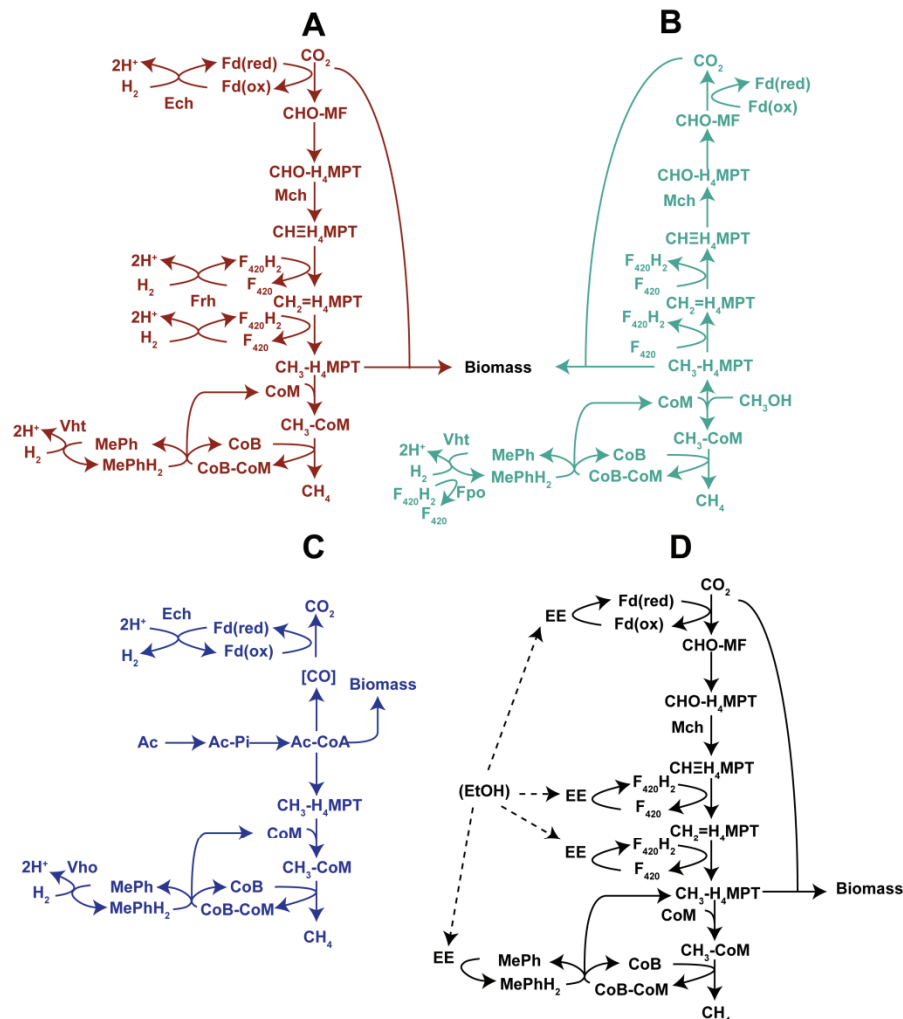 A
CO₂
2H⁺ Fd(red)
H₂ Fd(ox)
Ech
CHO-MF
CHO-H₄MPT
Mch
CHΞH₄MPT
2H⁺ F₄₂₀H₂
H₂ F₄₂₀
Frh
CH₂=H₄MPT
2H⁺ F₄₂₀H₂
H₂ F₄₂₀
CH₃-H₄MPT
Biomass
CoM
CH₃-CoM
2H⁺ Vht MePh CoB
H₂ MePhH₂ CoB-CoM
CH₄
B
CO₂
Fd(red)
Fd(ox)
CHO-MF
CHO-H₄MPT
Mch
CHΞH₄MPT
F₄₂₀H₂
F₄₂₀
CH₂=H₄MPT
F₄₂₀H₂
F₄₂₀
CH₃-H₄MPT
CoM CH₃OH
CH₃-CoM
2H⁺ Vht MePh CoB
H₂ MePhH₂ CoB-CoM
F₄₂₀H₂ Fpo
F₄₂₀
CH₄
C
CO₂
Ech
2H⁺ Fd(red)
H₂ Fd(ox)
[CO]
Biomass
Ac Ac-Pi Ac-CoA
CH₃-H₄MPT
CoM
CH₃-CoM
2H⁺ Vho MePh CoB
H₂ MePhH₂ CoB-CoM
CH₄
D
CO₂
EE Fd(red)
Fd(ox)
CHO-MF
CHO-H₄MPT
Mch
CHΞH₄MPT
(EtOH) EE F₄₂₀H₂
F₄₂₀
CH₂=H₄MPT
EE F₄₂₀H₂
F₄₂₀
CH₃-H₄MPT Biomass
CoM
CH₃-CoM
EE MePh CoB
MePhH₂ CoB-CoM
CH₄